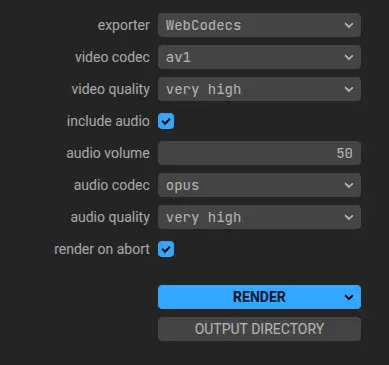 exporter WebCodecs
video codec av1
video quality very high
include audio
audio volume 50
audio codec opus
audio quality very high
render on abort
RENDER
OUTPUT DIRECTORY